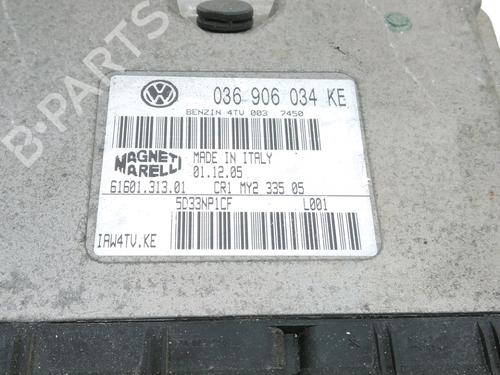 036 906 034 KE
BENZIN 4TV 003 7450
MAGNETI
MARELLI
MADE IN ITALY
01.12.05
61601.313.01 CR1 MY2 335 05
5D33NP1CF L001
IAW4TV.KE
B-PARTS